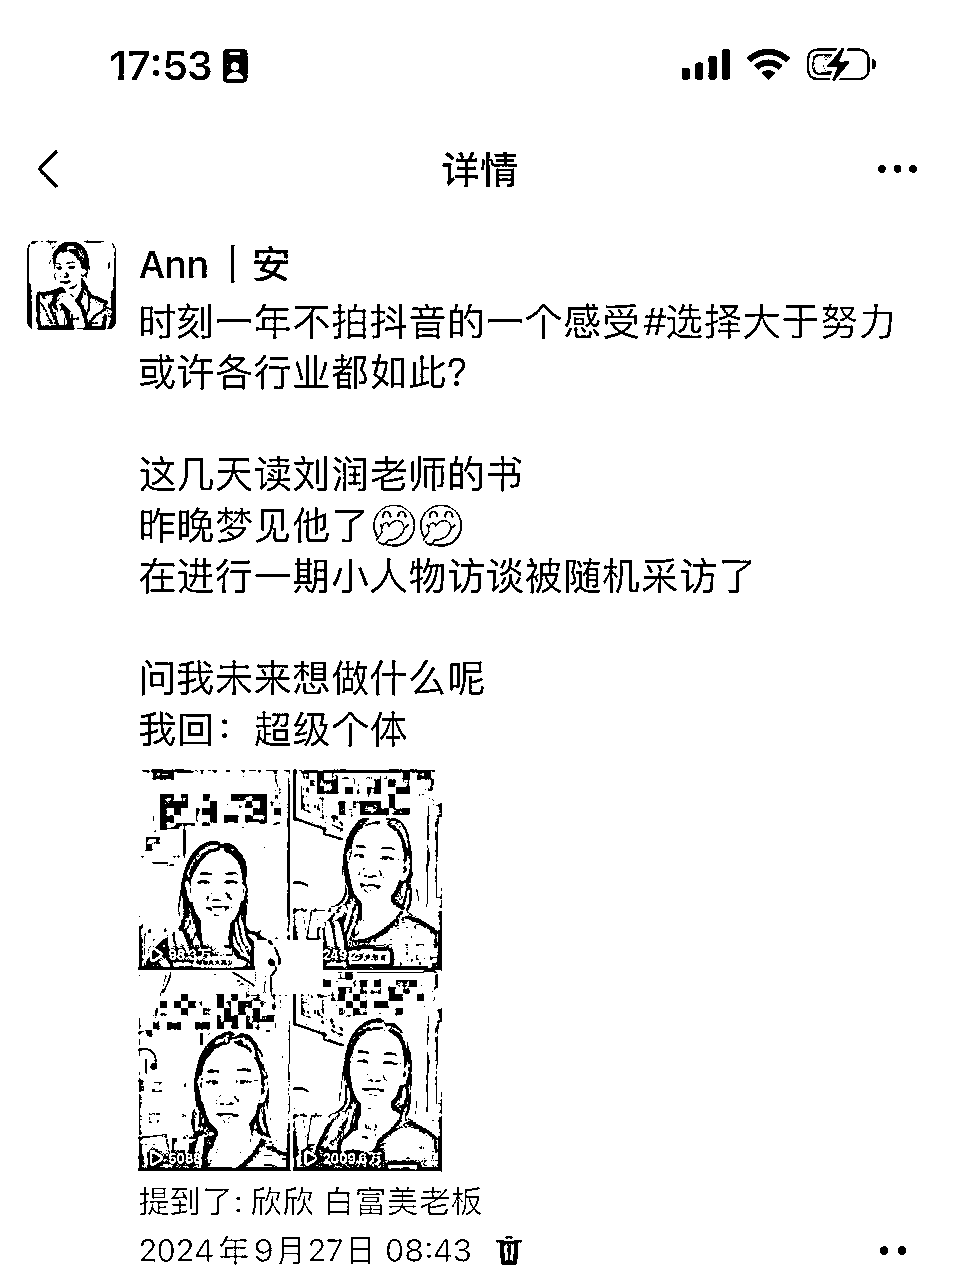 17:53
详情
Ann｜安
时刻一年不拍抖音的一个感受#选择大于努力
或许各行业都如此?
这几天读刘润老师的书
昨晚梦见他了
在进行一期小人物访谈被随机采访了
问我未来想做什么呢
我回：超级个体
2009.6万
提到了: 欣欣 白富美老板
2024年9月27日 08:43